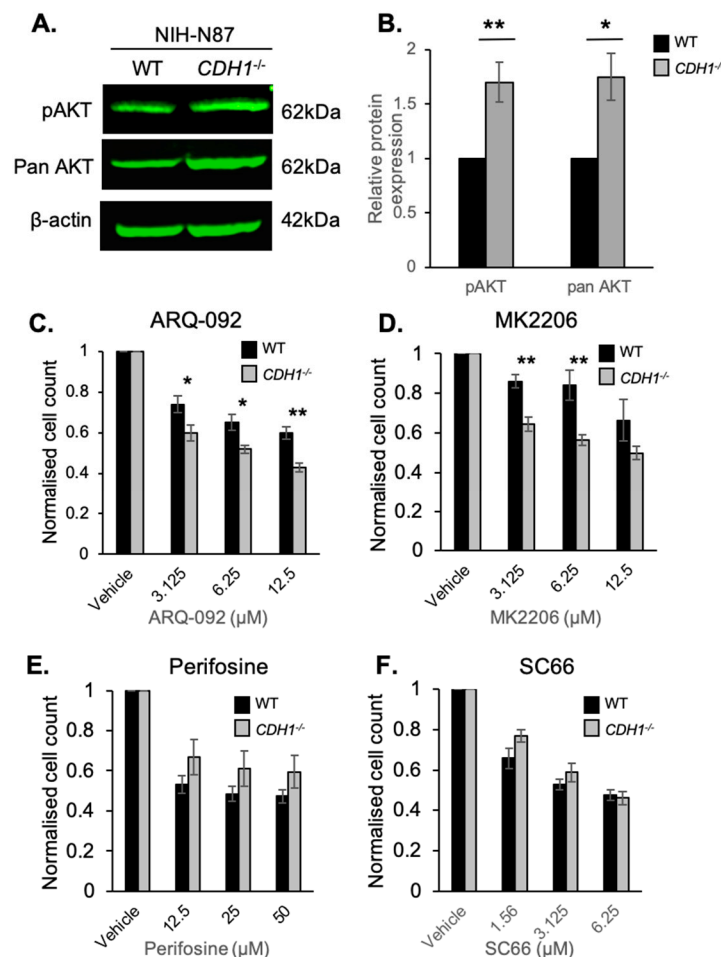 A.
NIH-N87
WT CDH1-/-
pAKT 62kDa
Pan AKT 62kDa
β-actin 42kDa
B.
** *
WT
CDH1-/-
Relative protein
oexpression
2
1.5
1
0.5
0
pAKT pan AKT
C. ARQ-092
WT
CDH1-/-
Normalised cell count
1
0.8
0.6
0.4
0.2
0
* * **
Vehicle 3.125 6.25 12.5
ARQ-092 (µM)
D. MK2206
WT
CDH1-/-
Normalised cell count
1
0.8
0.6
0.4
0.2
0
** **
Vehicle 3.125 6.25 12.5
MK2206 (µM)
E. Perifosine
WT
CDH1-/-
Normalised cell count
1
0.8
0.6
0.4
0.2
0
Vehicle 12.5 25 50
Perifosine (µM)
F. SC66
WT
CDH1-/-
Normalised cell count
1
0.8
0.6
0.4
0.2
0
Vehicle 1.56 3.125 6.25
SC66 (µM)